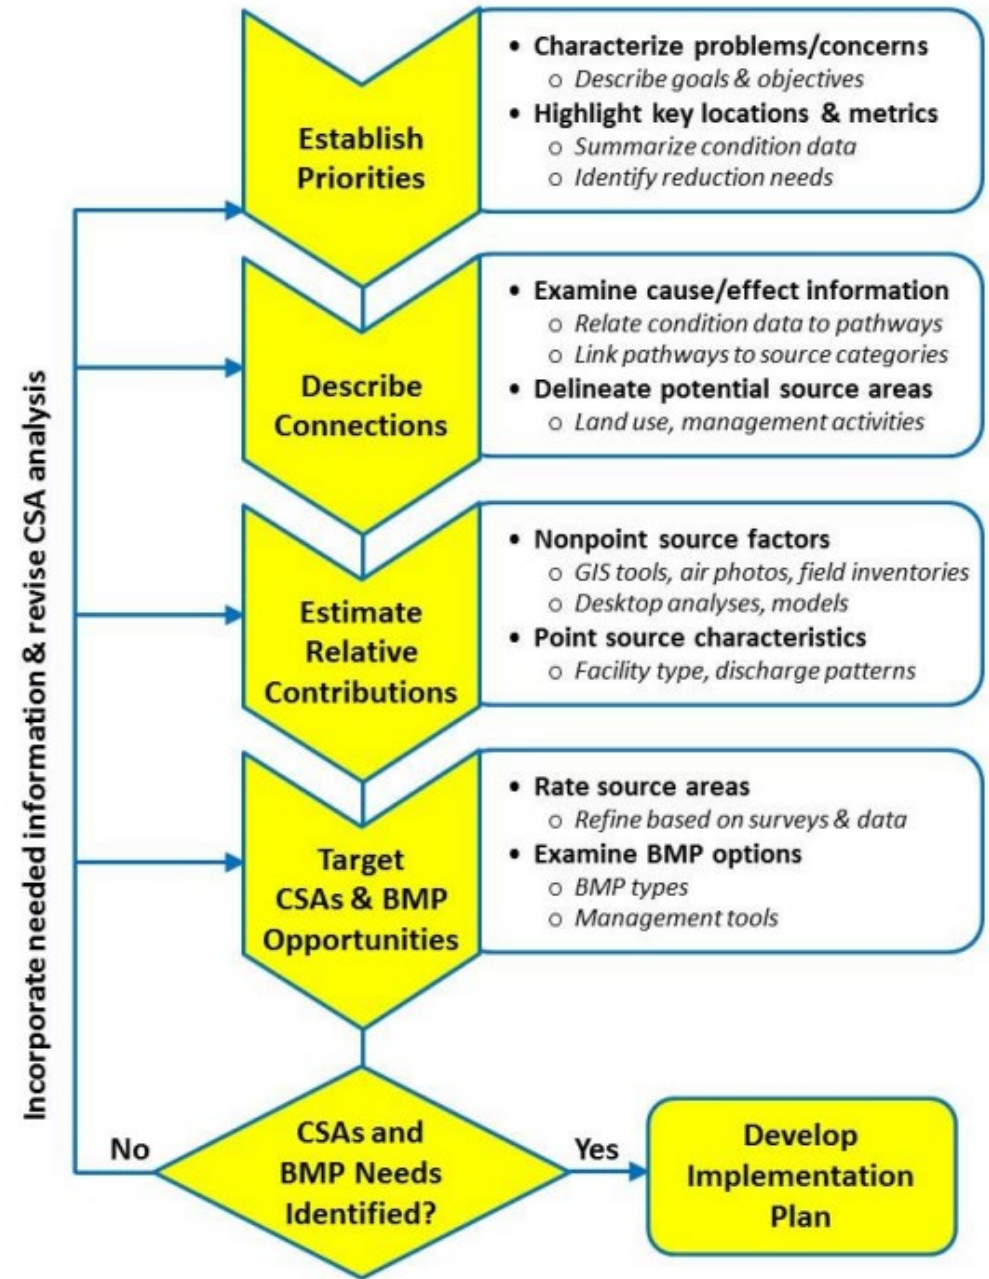 Establish
Priorities
• Characterize problems/concerns
o Describe goals & objectives
• Highlight key locations & metrics
o Summarize condition data
o Identify reduction needs
Describe
Connections
• Examine cause/effect information
o Relate condition data to pathways
o Link pathways to source categories
• Delineate potential source areas
o Land use, management activities
Estimate
Relative
Contributions
• Nonpoint source factors
o GIS tools, air photos, field inventories
o Desktop analyses, models
• Point source characteristics
o Facility type, discharge patterns
Target
CSAs & BMP
Opportunities
• Rate source areas
o Refine based on surveys & data
• Examine BMP options
o BMP types
o Management tools
Incorporate needed information & revise CSA analysis
No
CSAs and
BMP Needs
Identified?
Yes
Develop
Implementation
Plan